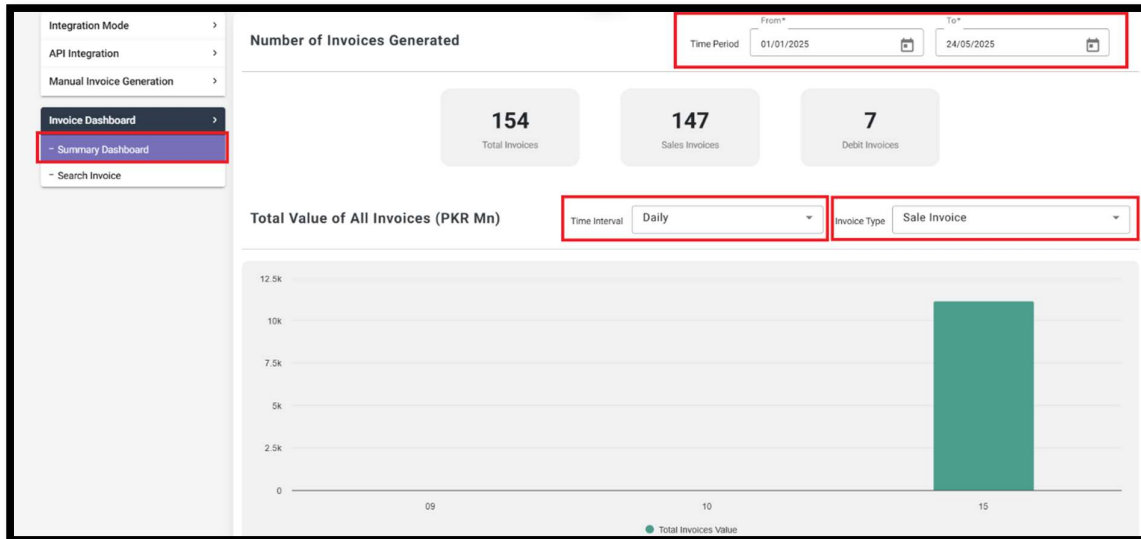 Integration Mode
API Integration
Manual Invoice Generation
Invoice Dashboard
- Summary Dashboard
- Search Invoice
Number of Invoices Generated
Time Period
From*
01/01/2025
To*
24/05/2025
154
Total Invoices
147
Sales Invoices
7
Debit Invoices
Total Value of All Invoices (PKR Mn)
Time Interval
Daily
Invoice Type
Sale Invoice
12.5k
10k
7.5k
5k
2.5k
0
09
10
15
Total Invoices Value